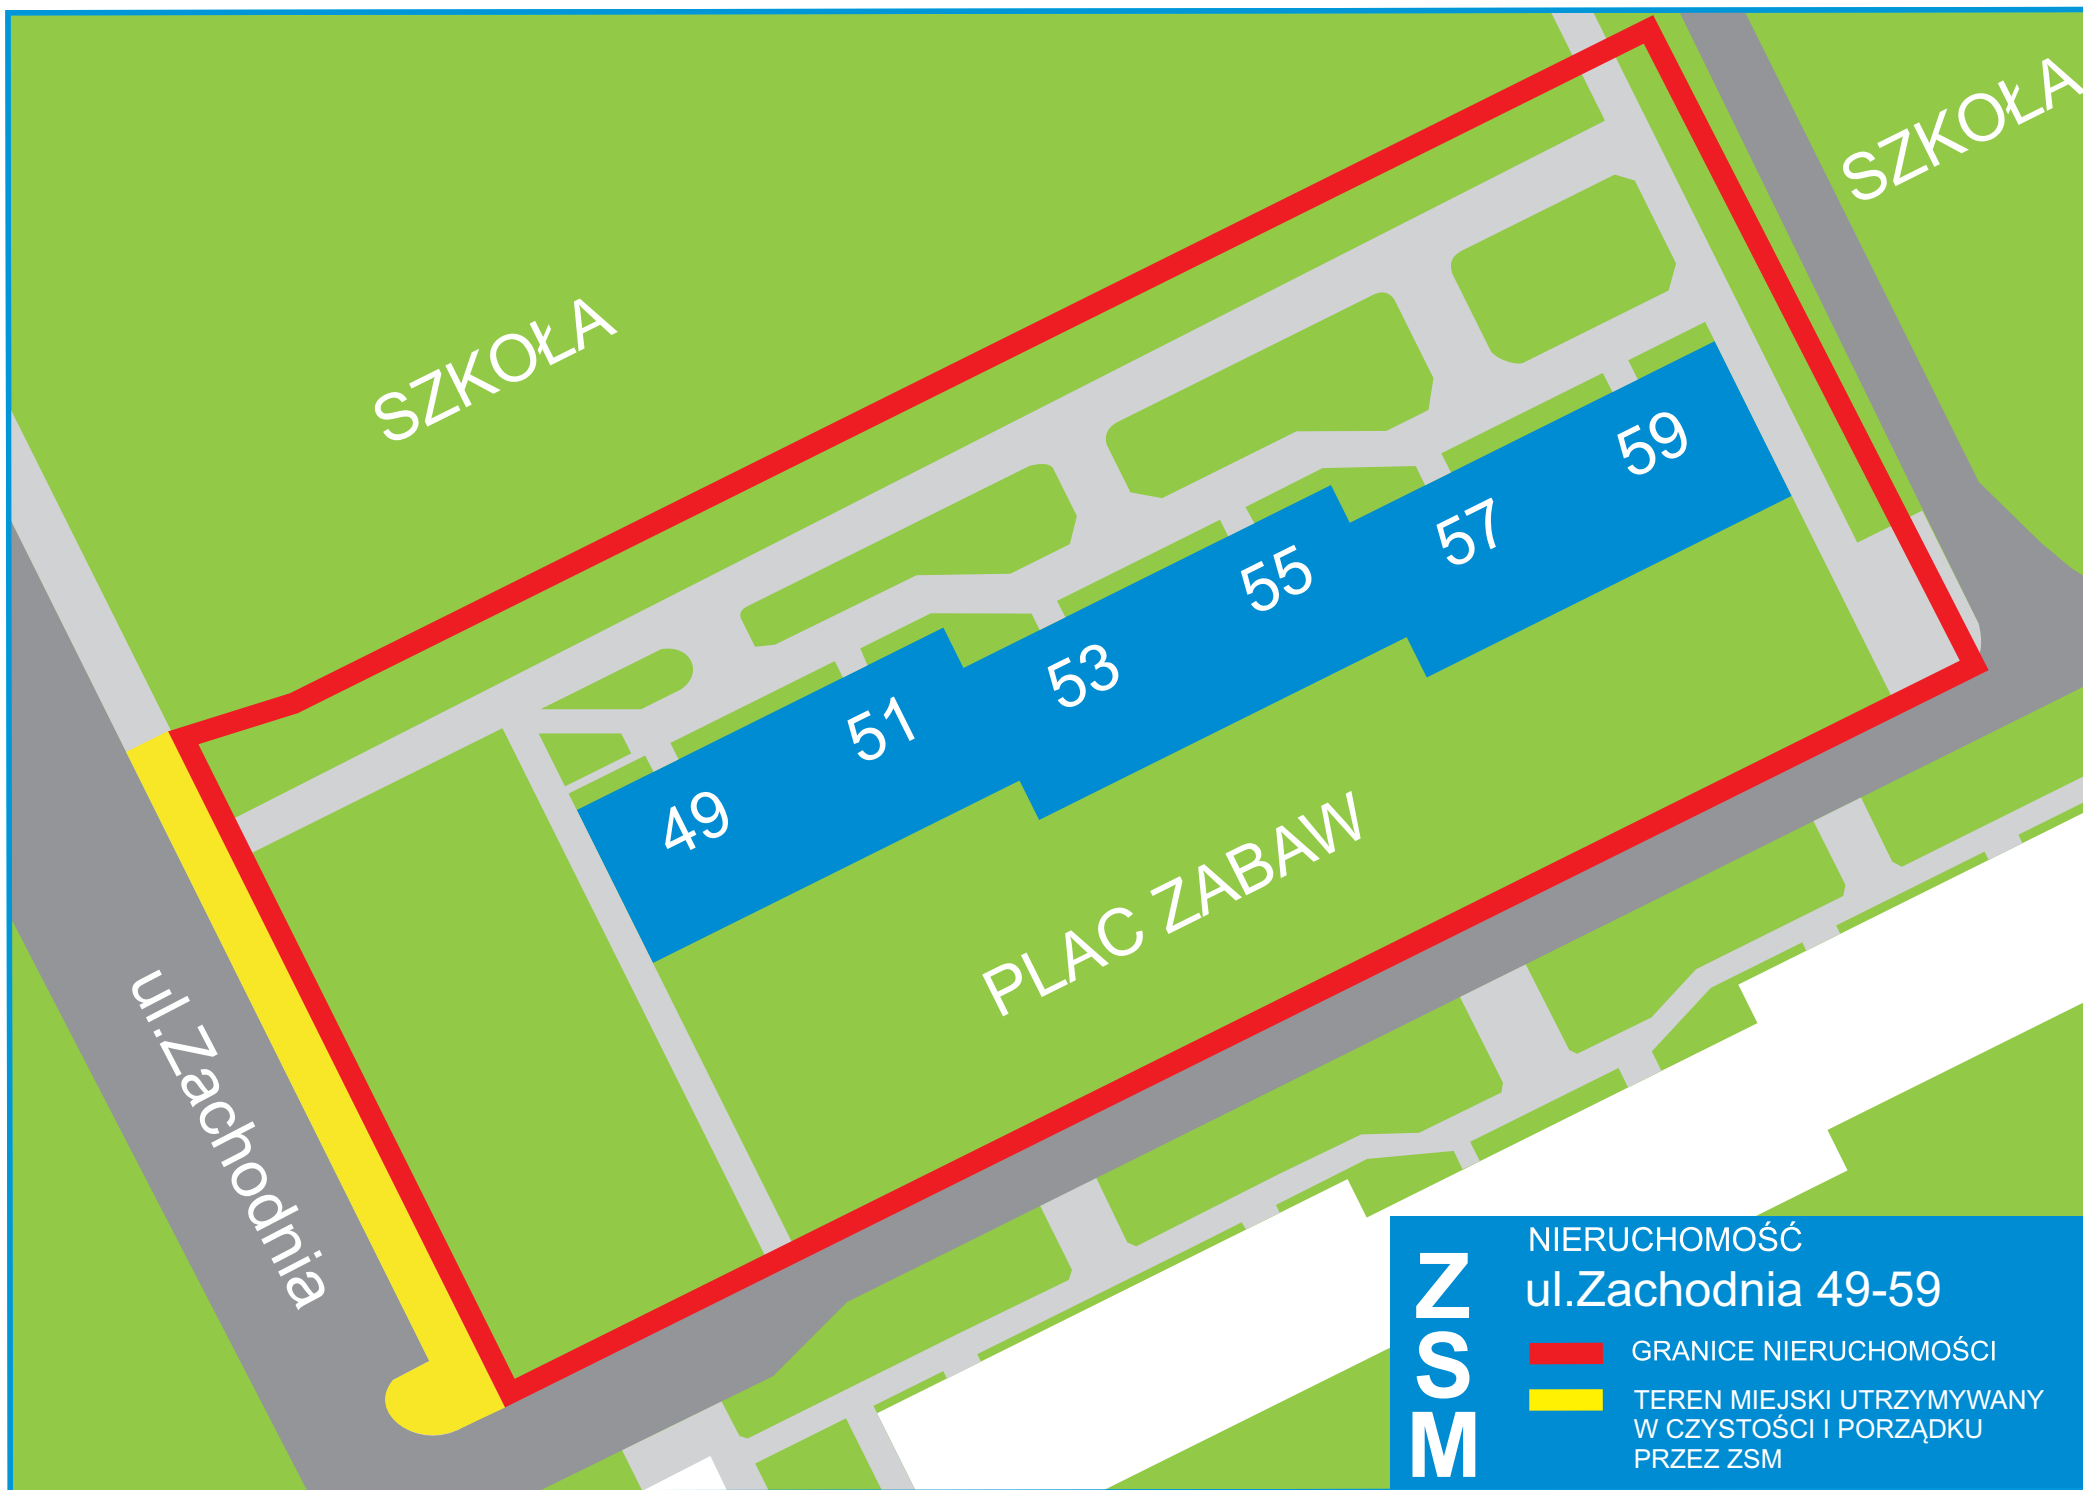 SZKOŁA
SZKOŁA
59
57
55
53
51
49
PLAC ZABAW
ul.Zachodnia
ZSM
NIERUCHOMOŚĆ
ul.Zachodnia 49-59
GRANICE NIERUCHOMOŚCI
TEREN MIEJSKI UTRZYMYWANY
W CZYSTOŚCI I PORZĄDKU
PRZEZ ZSM